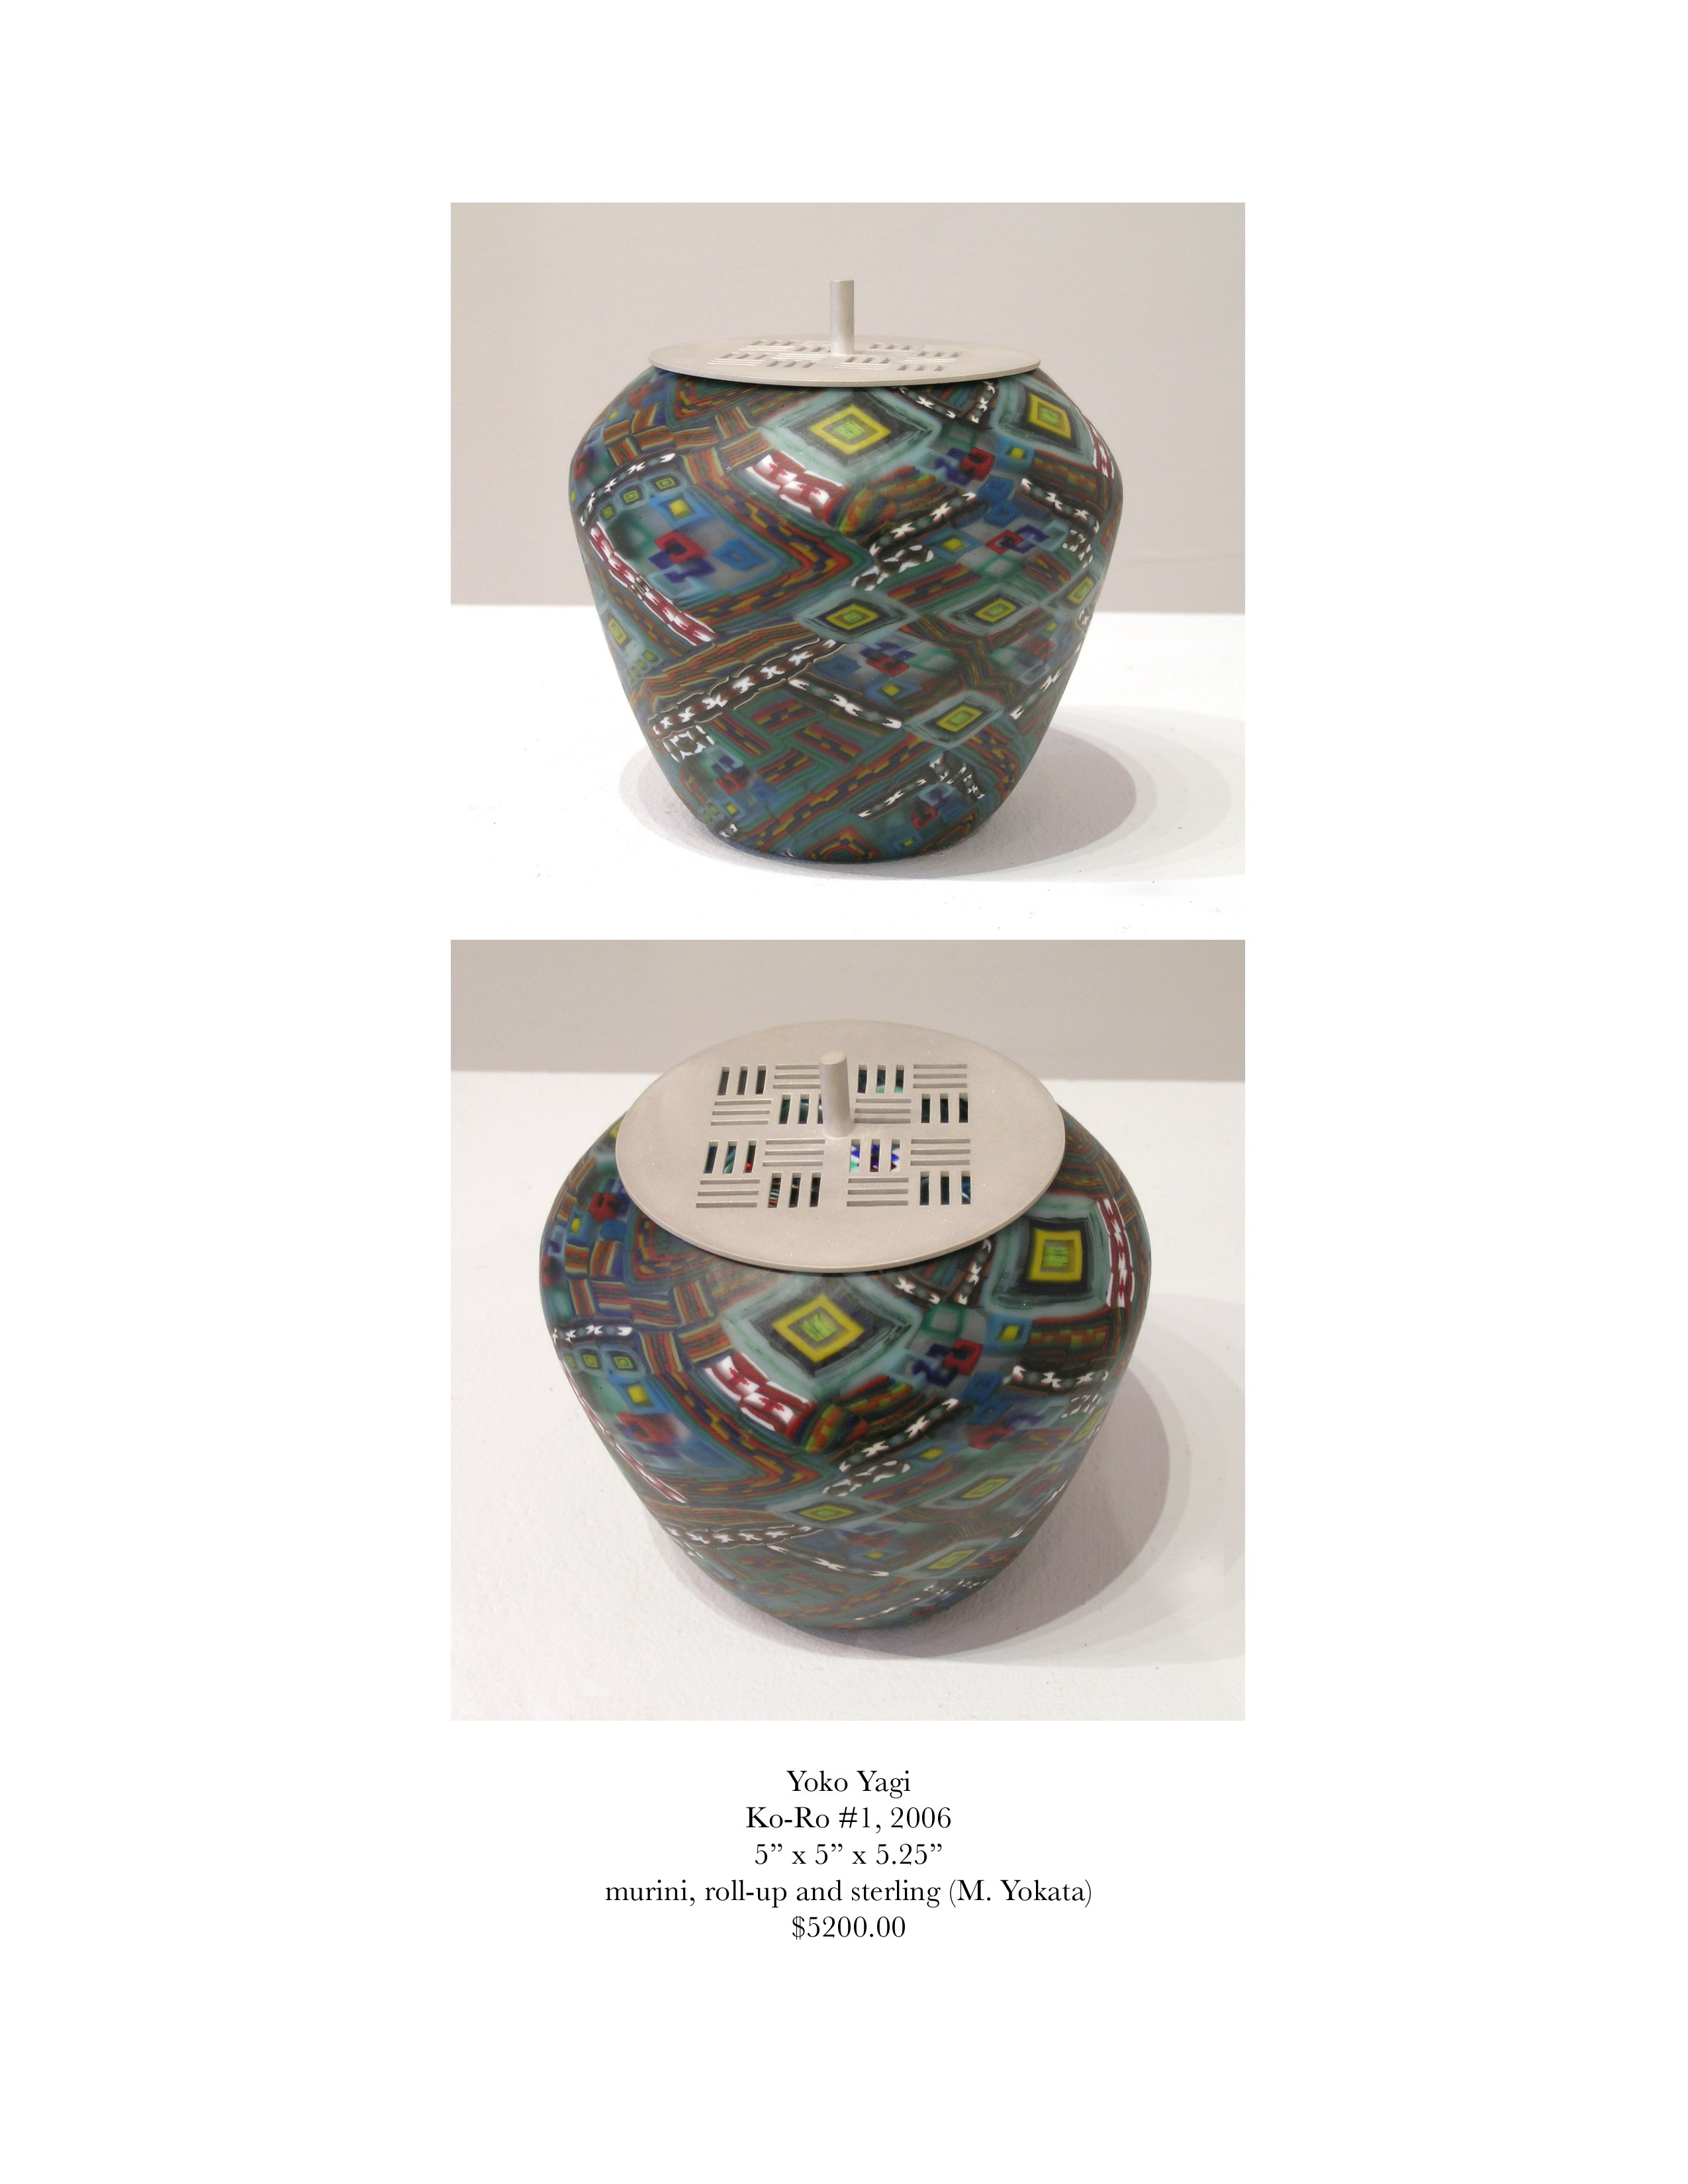 Yoko Yagi
Ko-Ro #1, 2006
5” x 5” x 5.25”
murini, roll-up and sterling (M. Yokata)
$5200.00